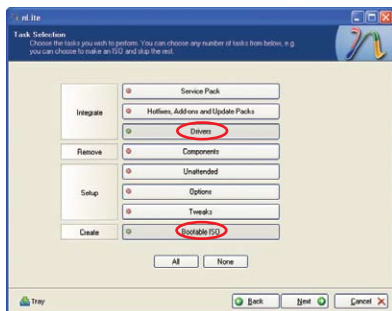 nLite
Task Selection
Choose the tasks you wish to perform. You can choose any number of tasks from below, e.g.
you can choose to make an ISO and skip the rest.
Integrate
Service Pack
Hotfixes, Add-ons and Update Packs
Drivers
Remove
Components
Setup
Unattended
Options
Tweaks
Create
Bootable ISO
All
None
Tray
Back
Next
Cancel